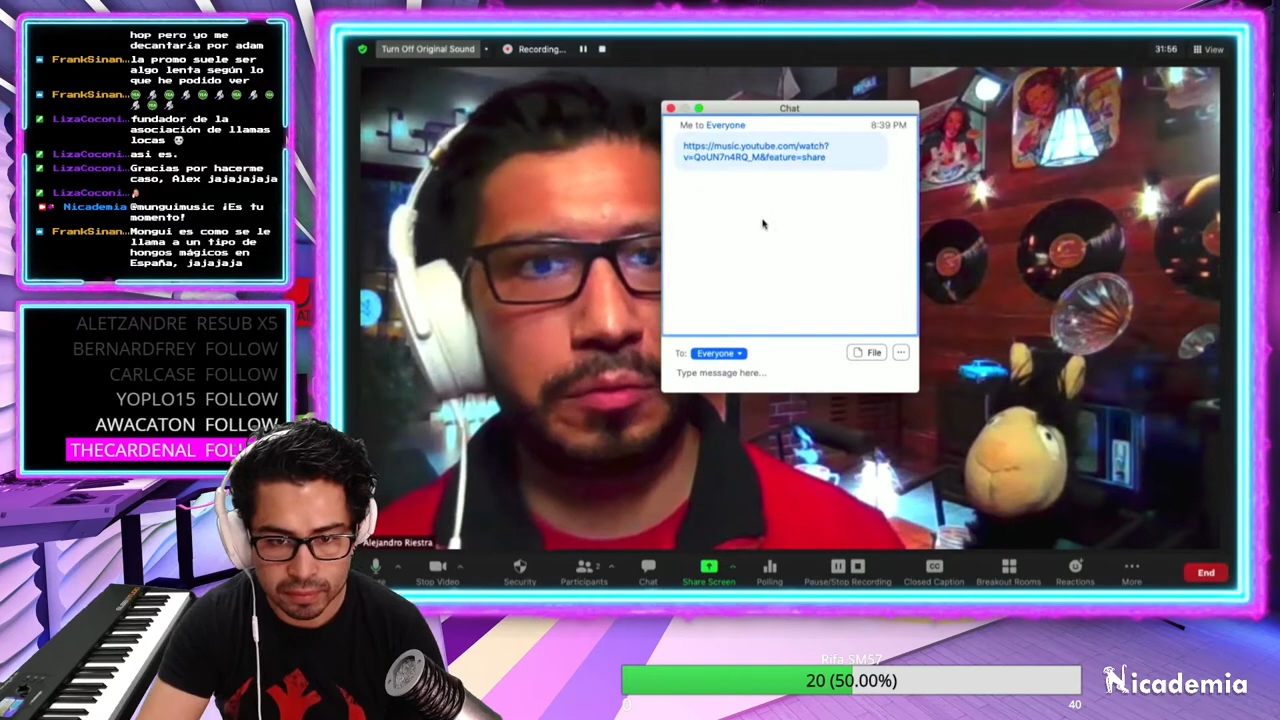 hop pero yo me
decantaria por adam
FrankSinan… la promo suele ser
algo lenta según lo
que he podido ver
FrankSinan…
LizaCoconi… fundador de la
asociación de llamas
locas
LizaCoconi… asi es.
LizaCoconi… Gracias por hacerme
caso, Alex jajajajaja
LizaCoconi…
Nicademia @munguimusic ¡Es tu
momento!
FrankSinan… Mongui es como se le
llama a un tipo de
hongos mágicos en
España, jajajaja
ALETZANDRE RESUB X5
BERNARDFREY FOLLOW
CARLCASE FOLLOW
YOPLO15 FOLLOW
AWACATON FOLLOW
THECARDENAL
Turn Off Original Sound
Recording...
31:56
View
Chat
Me to Everyone 8:39 PM
https://music.youtube.com/watch?
v=QoUN7n4RQ_M&feature=share
To: Everyone
File
Type message here...
Alejandro Riestra
Stop Video
Security
Participants
2
Chat
Share Screen
Polling
Pause/Stop Recording
CC
Closed Caption
Breakout Rooms
Reactions
More
End
Rifa SM57
20 (50.00%)
0
40
Nicademia